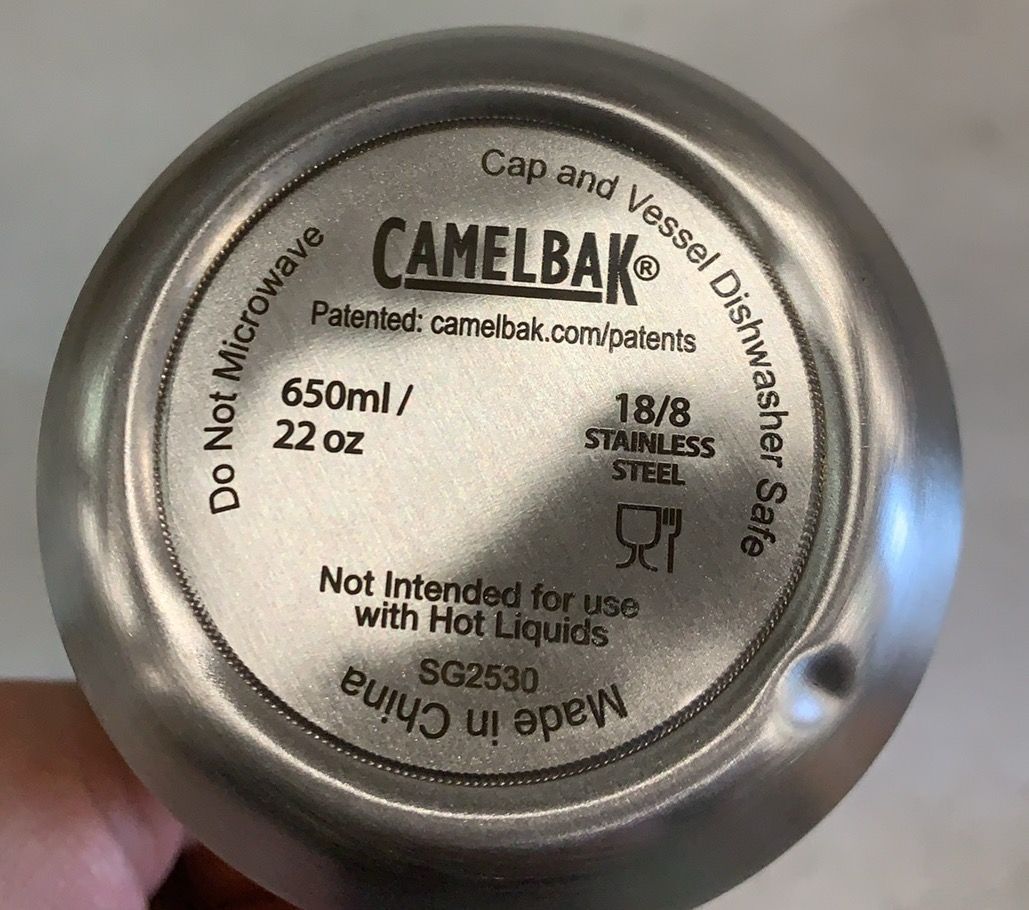 Cap and Vessel Dishwasher Safe
Do Not Microwave
CAMELBAK®
Patented: camelbak.com/patents
650ml /
22 oz
18/8
STAINLESS
STEEL
Not Intended for use
with Hot Liquids
SG2530
Made in China